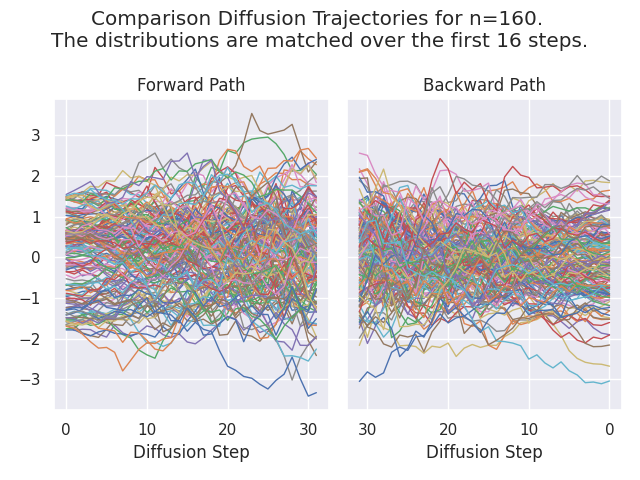 Comparison Diffusion Trajectories for n=160.
The distributions are matched over the first 16 steps.
Forward Path
Backward Path
3
2
1
0
−1
−2
−3
0 10 20 30
30 20 10 0
Diffusion Step
Diffusion Step